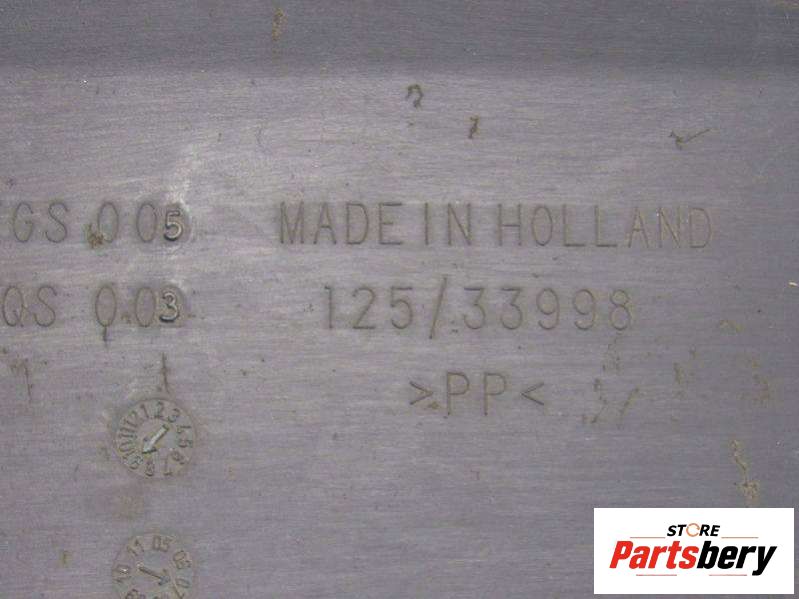 GS 005 MADE IN HOLLAND
QS 003 125/33998
>PP<
STORE
Partsbery